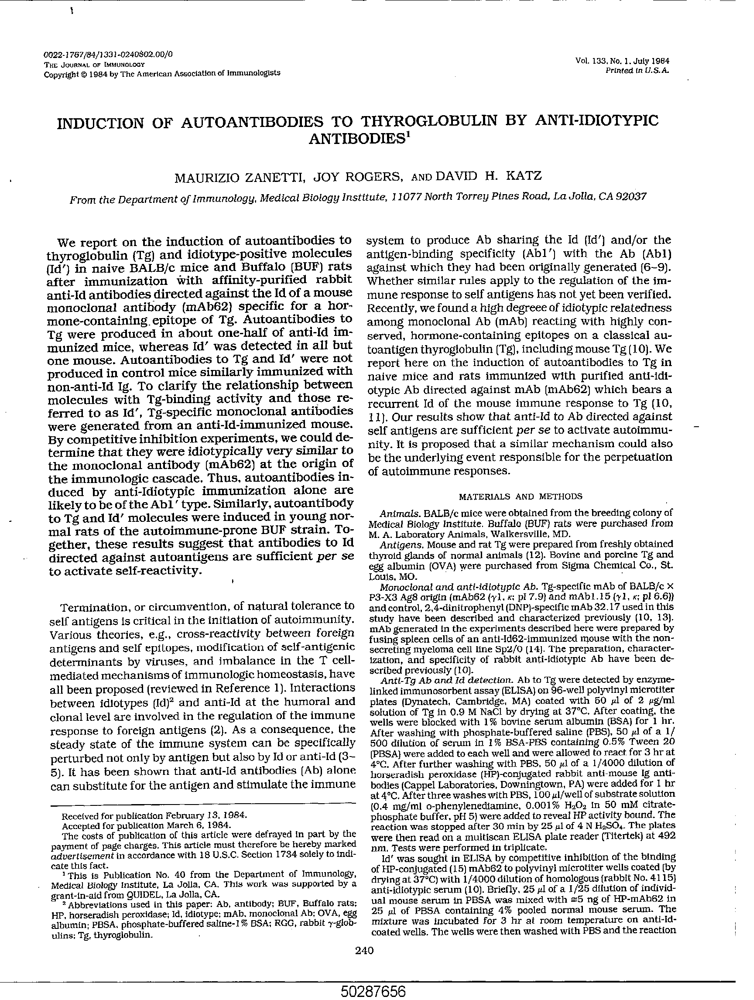 0022-1767/84/1331-0240$02.00/0
THE JOURNAL OF IMMUNOLOGY
Copyright © 1984 by The American Association of Immunologists
Vol. 133, No. 1, July 1984
Printed in U.S.A.
INDUCTION OF AUTOANTIBODIES TO THYROGLOBULIN BY ANTI-IDIOTYPIC
ANTIBODIES¹
MAURIZIO ZANETTI, JOY ROGERS, AND DAVID H. KATZ
From the Department of Immunology, Medical Biology Institute, 11077 North Torrey Pines Road, La Jolla, CA 92037
We report on the induction of autoantibodies to
thyroglobulin (Tg) and idiotype-positive molecules
(Id') in naive BALB/c mice and Buffalo (BUF) rats
after immunization with affinity-purified rabbit
anti-Id antibodies directed against the Id of a mouse
monoclonal antibody (mAb62) specific for a hor-
mone-containing epitope of Tg. Autoantibodies to
Tg were produced in about one-half of anti-Id im-
munized mice, whereas Id' was detected in all but
one mouse. Autoantibodies to Tg and Id' were not
produced in control mice similarly immunized with
non-anti-Id Ig. To clarify the relationship between
molecules with Tg-binding activity and those re-
ferred to as Id', Tg-specific monoclonal antibodies
were generated from an anti-Id-immunized mouse.
By competitive inhibition experiments, we could de-
termine that they were idiotypically very similar to
the monoclonal antibody (mAb62) at the origin of
the immunologic cascade. Thus, autoantibodies in-
duced by anti-idiotypic immunization alone are
likely to be of the Ab1' type. Similarly, autoantibody
to Tg and Id' molecules were induced in young nor-
mal rats of the autoimmune-prone BUF strain. To-
gether, these results suggest that antibodies to Id
directed against autoantigens are sufficient per se
to activate self-reactivity.
Termination, or circumvention, of natural tolerance to
self antigens is critical in the initiation of autoimmunity.
Various theories, e.g., cross-reactivity between foreign
antigens and self epitopes, modification of self-antigenic
determinants by viruses, and imbalance in the T cell-
mediated mechanisms of immunologic homeostasis, have
all been proposed (reviewed in Reference 1). Interactions
between idiotypes (Id)² and anti-Id at the humoral and
clonal level are involved in the regulation of the immune
response to foreign antigens (2). As a consequence, the
steady state of the immune system can be specifically
perturbed not only by antigen but also by Id or anti-Id (3–
5). It has been shown that anti-Id antibodies (Ab) alone
can substitute for the antigen and stimulate the immune
Received for publication February 13, 1984.
Accepted for publication March 6, 1984.
The costs of publication of this article were defrayed in part by the
payment of page charges. This article must therefore be hereby marked
advertisement in accordance with 18 U.S.C. Section 1734 solely to indi-
cate this fact.
¹ This is Publication No. 40 from the Department of Immunology,
Medical Biology Institute, La Jolla, CA. This work was supported by a
grant-in-aid from QUIDEL, La Jolla, CA.
² Abbreviations used in this paper: Ab, antibody; BUF, Buffalo rats;
HP, horseradish peroxidase; Id, idiotype; mAb, monoclonal Ab; OVA, egg
albumin; PBSA, phosphate-buffered saline-1% BSA; RGG, rabbit γ-glob-
ulins; Tg, thyroglobulin.
system to produce Ab sharing the Id (Id') and/or the
antigen-binding specificity (Ab1') with the Ab (Ab1)
against which they had been originally generated (6–9).
Whether similar rules apply to the regulation of the im-
mune response to self antigens has not yet been verified.
Recently, we found a high degreee of idiotypic relatedness
among monoclonal Ab (mAb) reacting with highly con-
served, hormone-containing epitopes on a classical au-
toantigen thyroglobulin (Tg), including mouse Tg (10). We
report here on the induction of autoantibodies to Tg in
naive mice and rats immunized with purified anti-idi-
otypic Ab directed against mAb (mAb62) which bears a
recurrent Id of the mouse immune response to Tg (10,
11). Our results show that anti-Id to Ab directed against
self antigens are sufficient per se to activate autoimmu-
nity. It is proposed that a similar mechanism could also
be the underlying event responsible for the perpetuation
of autoimmune responses.
MATERIALS AND METHODS
Animals. BALB/c mice were obtained from the breeding colony of
Medical Biology Institute. Buffalo (BUF) rats were purchased from
M. A. Laboratory Animals, Walkersville, MD.
Antigens. Mouse and rat Tg were prepared from freshly obtained
thyroid glands of normal animals (12). Bovine and porcine Tg and
egg albumin (OVA) were purchased from Sigma Chemical Co., St.
Louis, MO.
Monoclonal and anti-idiotypic Ab. Tg-specific mAb of BALB/c ×
P3-X3 Ag8 origin (mAb62 (γ1, κ; pI 7.9) and mAb1.15 (γ1, κ; pI 6.6))
and control, 2,4-dinitrophenyl (DNP)-specific mAb 32.17 used in this
study have been described and characterized previously (10, 13).
mAb generated in the experiments described here were prepared by
fusing spleen cells of an anti-Id62-immunized mouse with the non-
secreting myeloma cell line Sp2/0 (14). The preparation, character-
ization, and specificity of rabbit anti-idiotypic Ab have been de-
scribed previously (10).
Anti-Tg Ab and Id detection. Ab to Tg were detected by enzyme-
linked immunosorbent assay (ELISA) on 96-well polyvinyl microtiter
plates (Dynatech, Cambridge, MA) coated with 50 μl of 2 μg/ml
solution of Tg in 0.9 M NaCl by drying at 37°C. After coating, the
wells were blocked with 1% bovine serum albumin (BSA) for 1 hr.
After washing with phosphate-buffered saline (PBS), 50 μl of a 1/
500 dilution of serum in 1% BSA-PBS containing 0.5% Tween 20
(PBSA) were added to each well and were allowed to react for 3 hr at
4°C. After further washing with PBS, 50 μl of a 1/4000 dilution of
horseradish peroxidase (HP)-conjugated rabbit anti-mouse Ig anti-
bodies (Cappel Laboratories, Downingtown, PA) were added for 1 hr
at 4°C. After three washes with PBS, 100 μl/well of substrate solution
(0.4 mg/ml o-phenylenediamine, 0.001% H₂O₂ in 50 mM citrate-
phosphate buffer, pH 5) were added to reveal HP activity bound. The
reaction was stopped after 30 min by 25 μl of 4 N H₂SO₄. The plates
were then read on a multiscan ELISA plate reader (Titertek) at 492
nm. Tests were performed in triplicate.
Id' was sought in ELISA by competitive inhibition of the binding
of HP-conjugated (15) mAb62 to polyvinyl microtiter wells coated (by
drying at 37°C) with 1/4000 dilution of homologous (rabbit No. 4115)
anti-idiotypic serum (10). Briefly, 25 μl of a 1/25 dilution of individ-
ual mouse serum in PBSA was mixed with ≅5 ng of HP-mAb62 in
25 μl of PBSA containing 4% pooled normal mouse serum. The
mixture was incubated for 3 hr at room temperature on anti-Id-
coated wells. The wells were then washed with PBS and the reaction
240
50287656